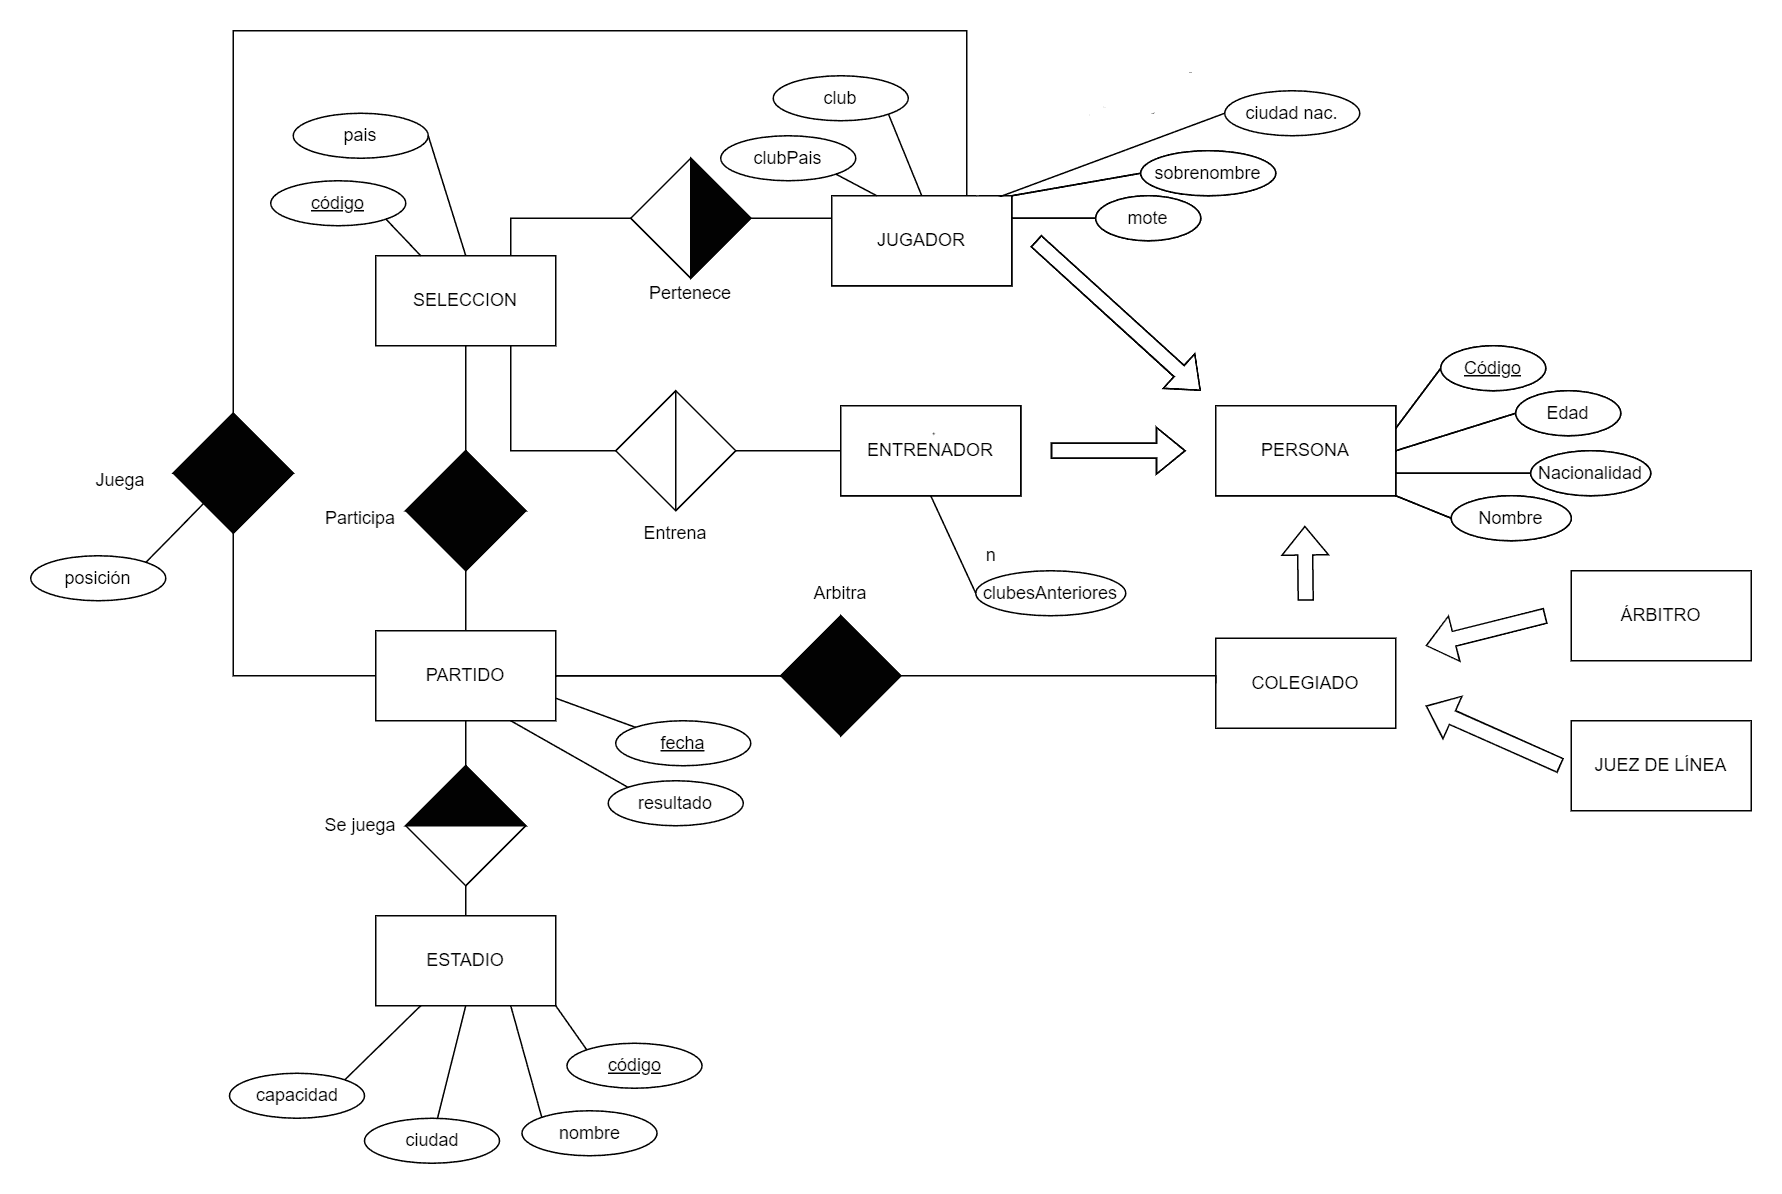 club
ciudad nac.
pais
clubPais
sobrenombre
código
mote
JUGADOR
Pertenece
SELECCION
Código
Edad
ENTRENADOR
PERSONA
Nacionalidad
Juega
Participa
Nombre
Entrena
n
posición
clubesAnteriores
Arbitra
ÁRBITRO
PARTIDO
COLEGIADO
fecha
JUEZ DE LÍNEA
resultado
Se juega
ESTADIO
código
capacidad
nombre
ciudad